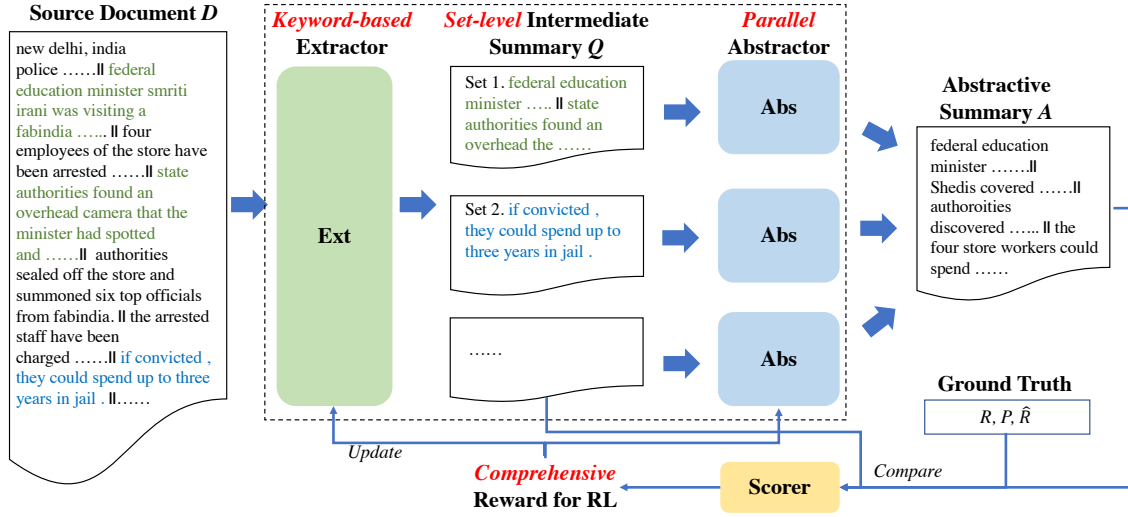 Source Document D
new delhi, india
police ……‖ federal
education minister smriti
irani was visiting a
fabindia ….. ‖ four
employees of the store have
been arrested ……‖ state
authorities found an
overhead camera that the
minister had spotted
and ……‖ authorities
sealed off the store and
summoned six top officials
from fabindia. ‖ the arrested
staff have been
charged ……‖ if convicted ,
they could spend up to three
years in jail . ‖……
Keyword-based
Extractor
Ext
Set-level Intermediate
Summary Q
Set 1. federal education
minister ….. ‖ state
authorities found an
overhead the ……
Set 2. if convicted ,
they could spend up to
three years in jail .
……
Parallel
Abstractor
Abs
Abs
Abs
Abstractive
Summary A
federal education
minister …….‖
Shedis covered ……‖
authoroities
discovered …... ‖ the
four store workers could
spend ……
Ground Truth
R, P, R̂
Update
Compare
Comprehensive
Reward for RL
Scorer